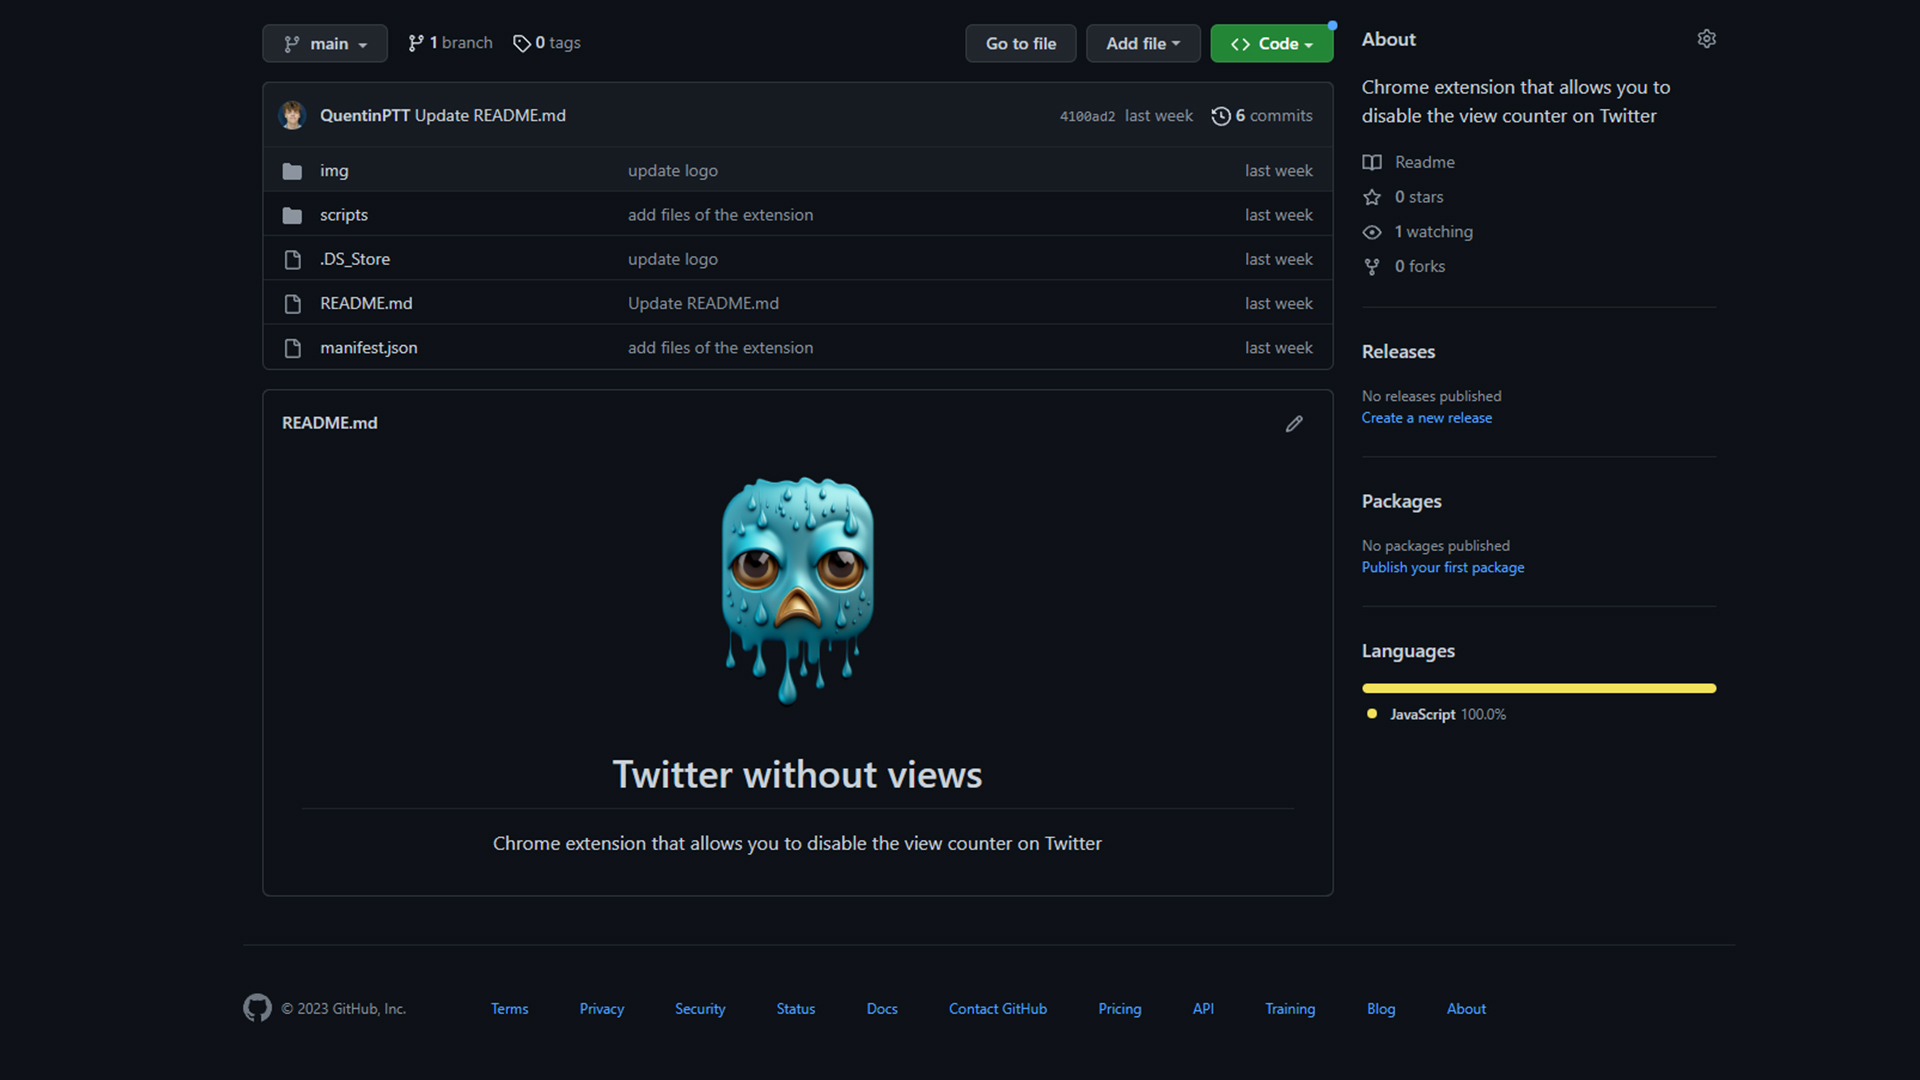 main
1 branch
0 tags
Go to file
Add file
Code
QuentinPTT Update README.md
4100ad2 last week
6 commits
img update logo last week
scripts add files of the extension last week
.DS_Store update logo last week
README.md Update README.md last week
manifest.json add files of the extension last week
README.md
Twitter without views
Chrome extension that allows you to disable the view counter on Twitter
About
Chrome extension that allows you to
disable the view counter on Twitter
Readme
0 stars
1 watching
0 forks
Releases
No releases published
Create a new release
Packages
No packages published
Publish your first package
Languages
JavaScript 100.0%
© 2023 GitHub, Inc. Terms Privacy Security Status Docs Contact GitHub Pricing API Training Blog About